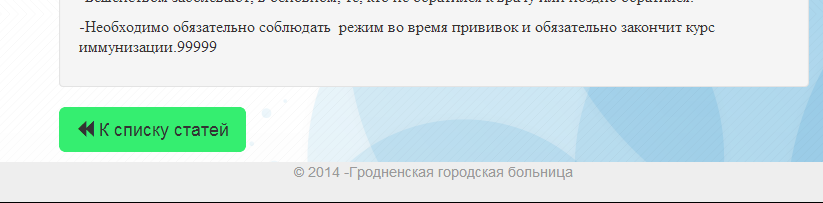 -Необходимо обязательно соблюдать режим во время прививок и обязательно закончит курс
иммунизации.99999
К списку статей
© 2014 -Гродненская городская больница